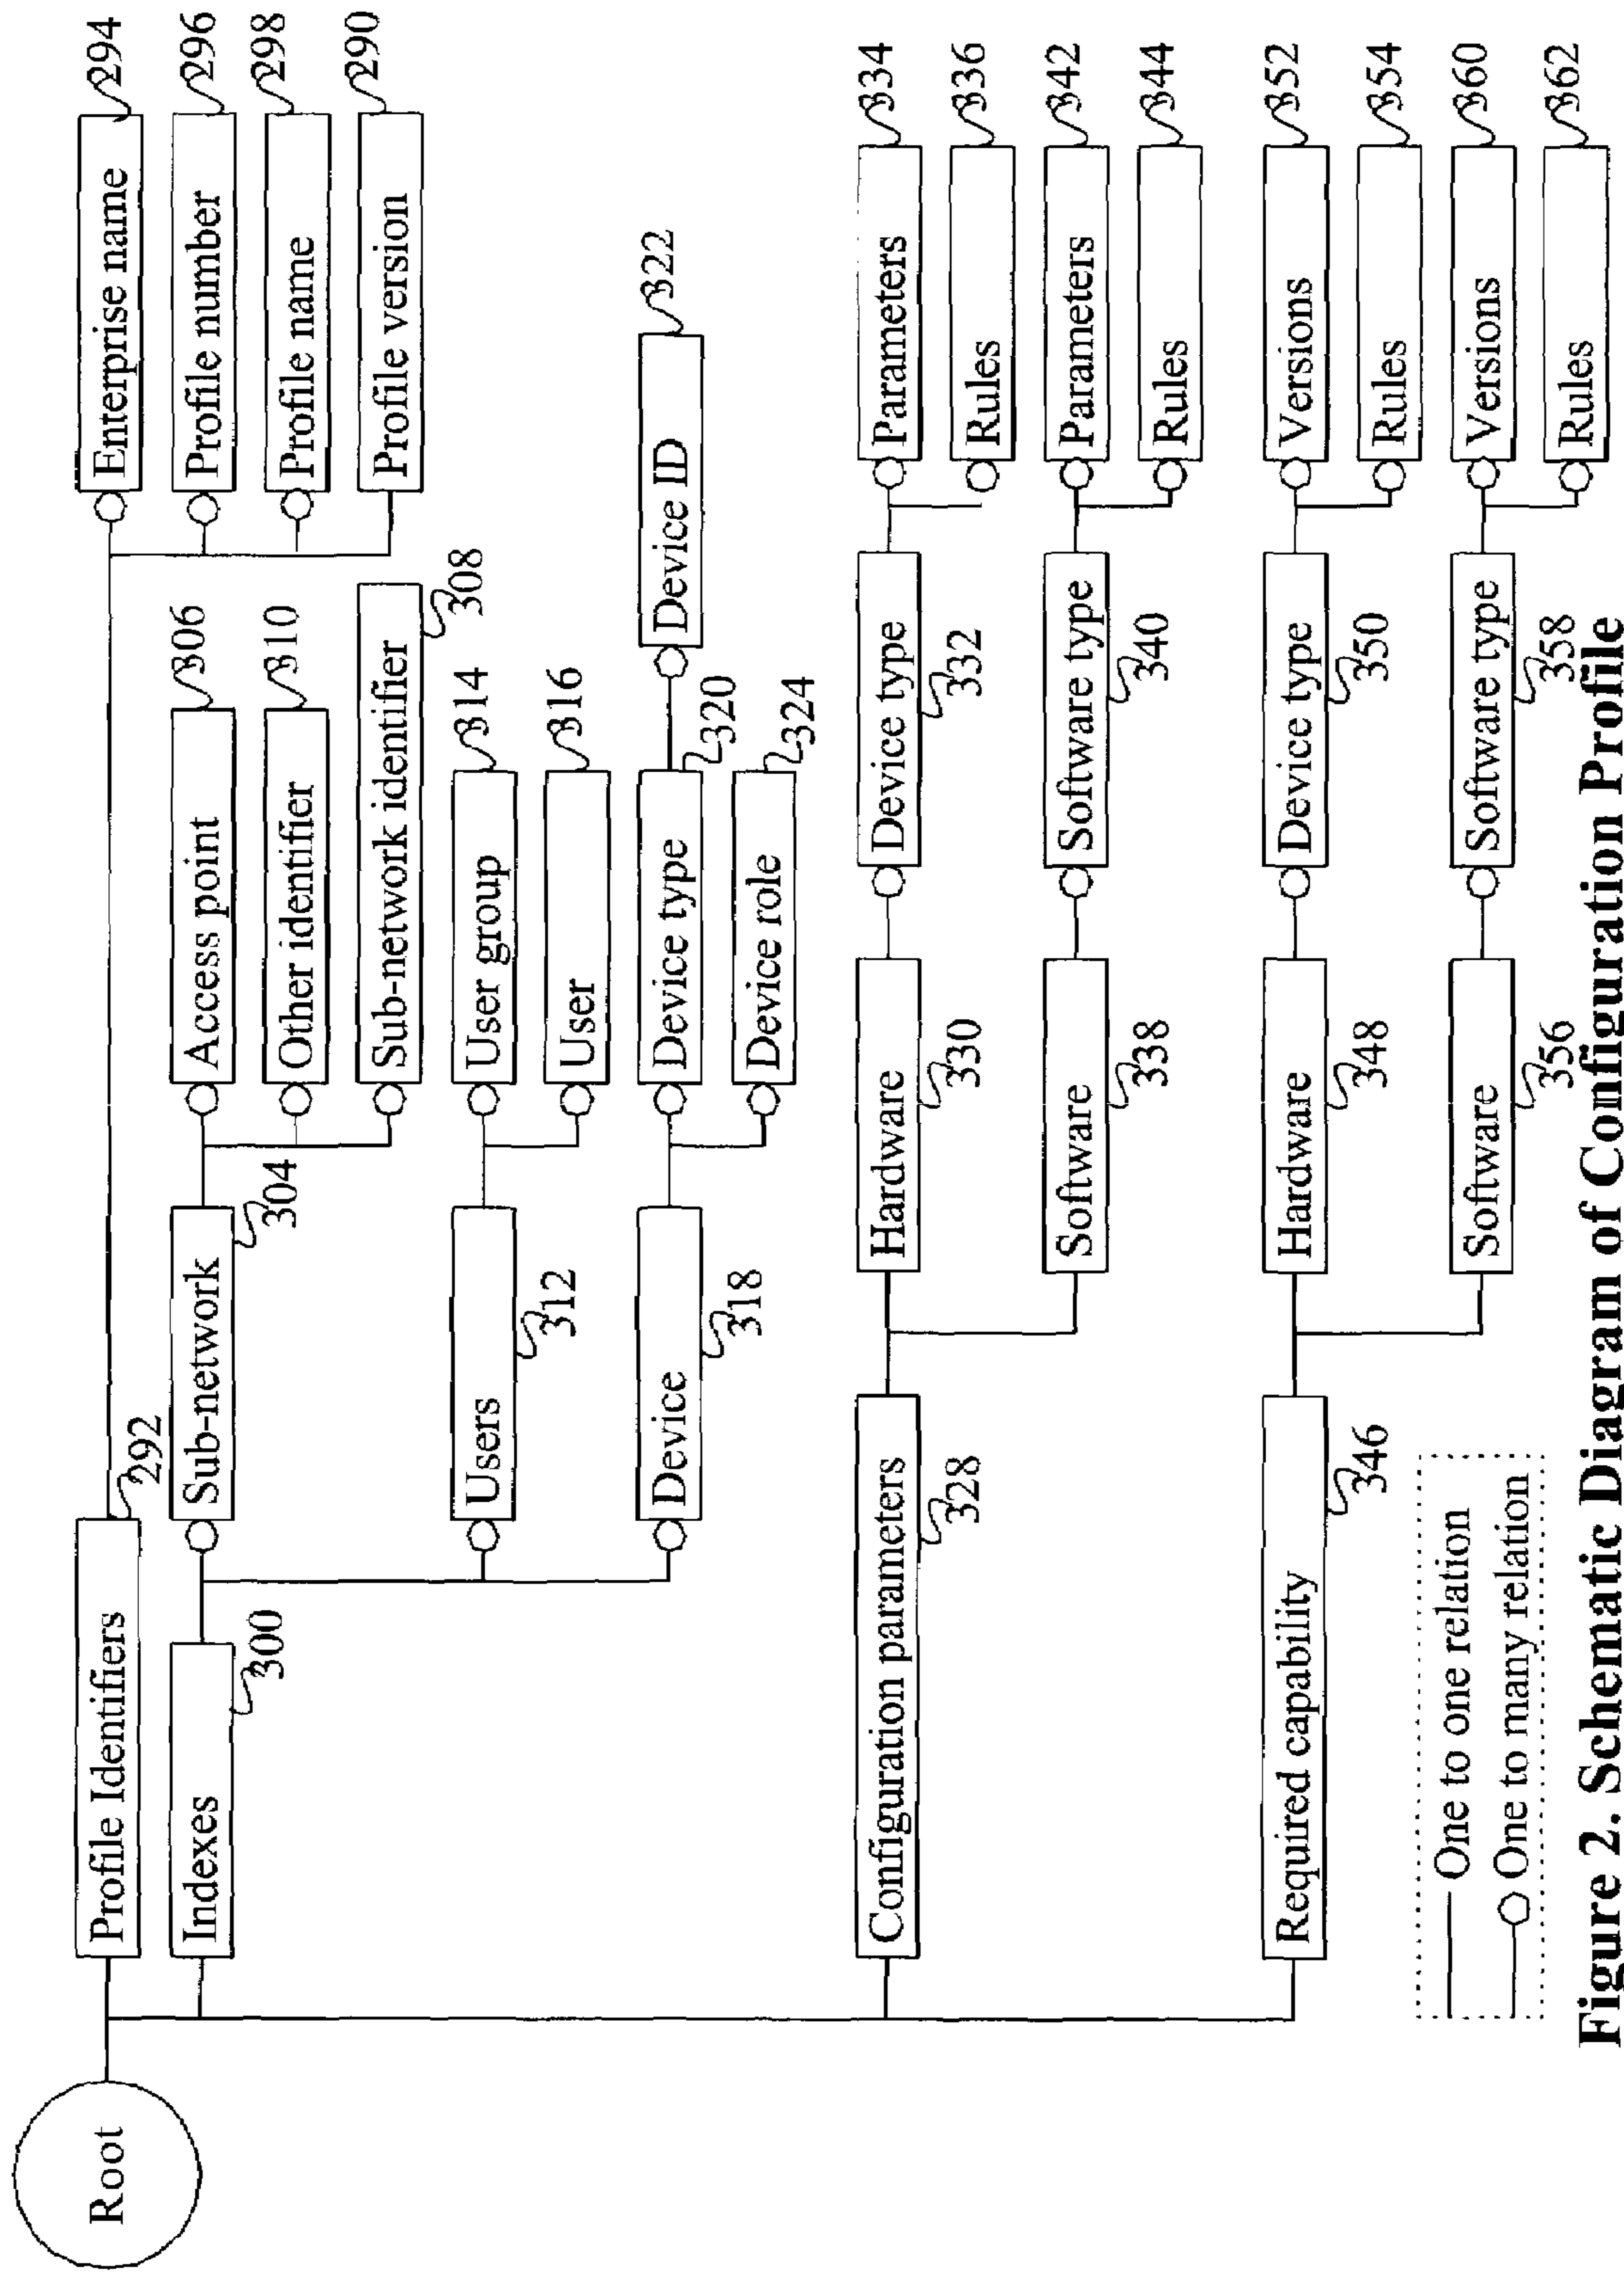 Root
Profile Identifiers
292
Enterprise name
294
Profile number
296
Profile name
298
Profile version
290
Indexes
300
Sub-network
304
Access point
306
Other identifier
310
Sub-network identifier
308
Users
312
User group
314
User
316
Device
318
Device type
320
Device ID
322
Device role
324
Configuration parameters
328
Hardware
330
Device type
332
Parameters
334
Rules
336
Software
338
Software type
340
Parameters
342
Rules
344
Required capability
346
Hardware
348
Device type
350
Versions
352
Rules
354
Software
356
Software type
358
Versions
360
Rules
362
One to one relation
One to many relation
Figure 2. Schematic Diagram of Configuration Profile